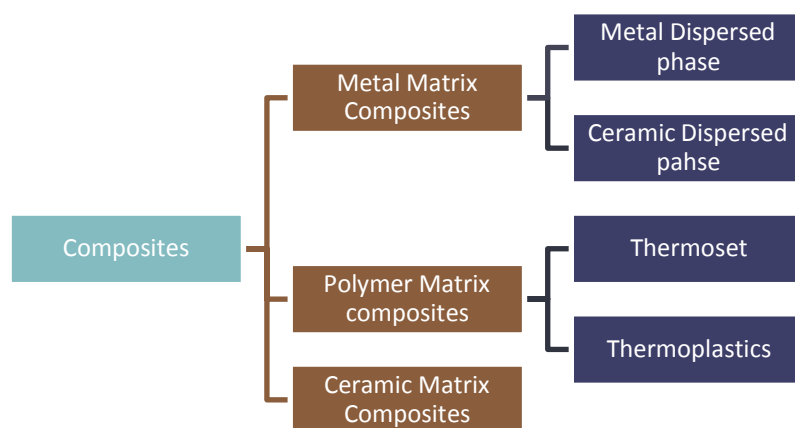 Composites
Metal Matrix
Composites
Metal Dispersed
phase
Ceramic Dispersed
pahse
Polymer Matrix
composites
Thermoset
Thermoplastics
Ceramic Matrix
Composites